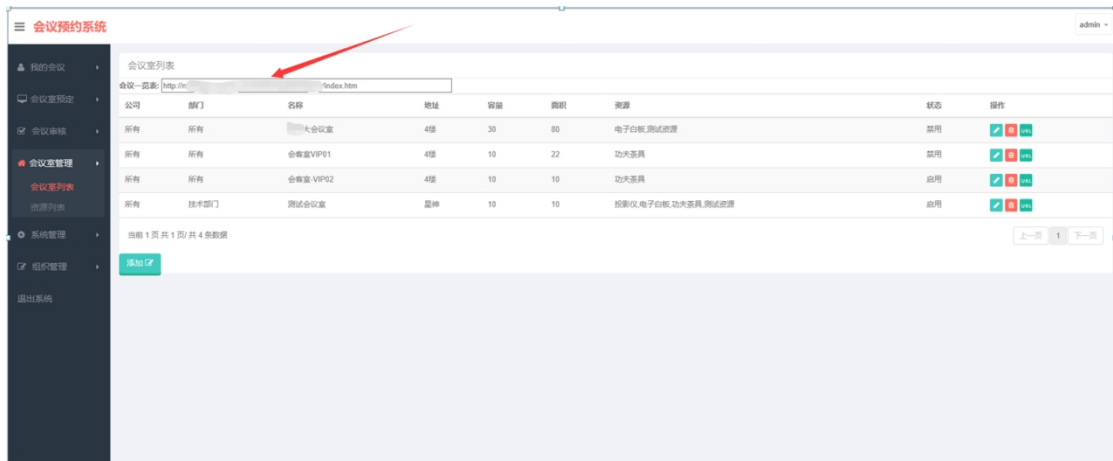 会议预约系统
admin
我的会议
会议室预定
会议审核
会议室管理
会议室列表
资源列表
系统管理
组织管理
退出系统
会议室列表
会议一览表: http:// /index.htm
公司 部门 名称 地址 容量 面积 资源 状态 操作
所有 所有 大会议室 4楼 30 80 电子白板,测试资源 禁用 URL
所有 所有 会客室VIP01 4楼 10 22 功夫茶具 禁用 URL
所有 所有 会客室-VIP02 4楼 10 10 功夫茶具 启用 URL
所有 技术部门 测试会议室 10 10 投影仪,电子白板,功夫茶具,测试资源 启用 URL
当前 1 页 共 1 页/ 共 4 条数据
上一页 1 下一页
添加